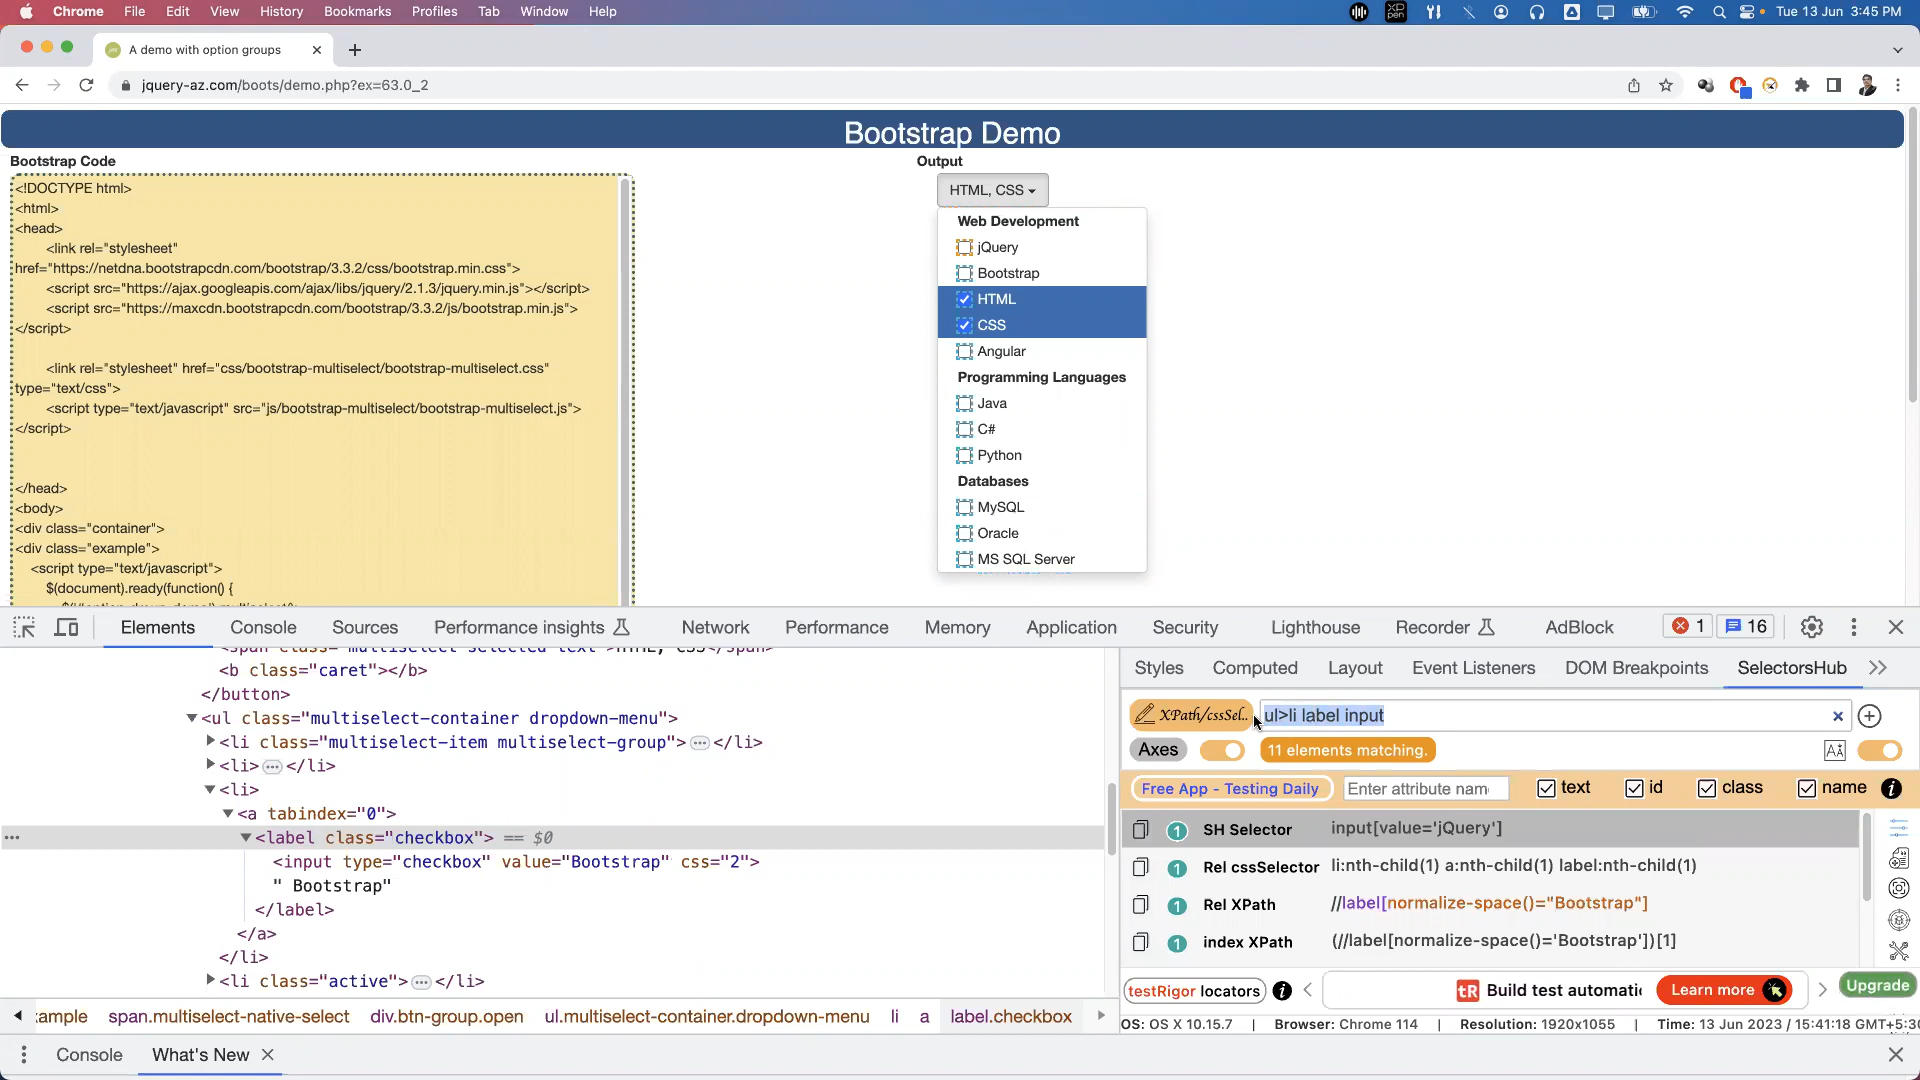 Chrome File Edit View History Bookmarks Profiles Tab Window Help XP pen Tue 13 Jun 3:45 PM
A demo with option groups
jquery-az.com/boots/demo.php?ex=63.0_2
Bootstrap Demo
Bootstrap Code
Output
<!DOCTYPE html>
<html>
<head>
<link rel="stylesheet"
href="https://netdna.bootstrapcdn.com/bootstrap/3.3.2/css/bootstrap.min.css">
<script src="https://ajax.googleapis.com/ajax/libs/jquery/2.1.3/jquery.min.js"></script>
<script src="https://maxcdn.bootstrapcdn.com/bootstrap/3.3.2/js/bootstrap.min.js">
</script>
<link rel="stylesheet" href="css/bootstrap-multiselect/bootstrap-multiselect.css"
type="text/css">
<script type="text/javascript" src="js/bootstrap-multiselect/bootstrap-multiselect.js">
</script>
</head>
<body>
<div class="container">
<div class="example">
<script type="text/javascript">
$(document).ready(function() {
HTML, CSS
Web Development
jQuery
Bootstrap
HTML
CSS
Angular
Programming Languages
Java
C#
Python
Databases
MySQL
Oracle
MS SQL Server
Elements Console Sources Performance insights Network Performance Memory Application Security Lighthouse Recorder AdBlock 1 16
<b class="caret"></b>
</button>
<ul class="multiselect-container dropdown-menu">
<li class="multiselect-item multiselect-group"> … </li>
<li> … </li>
<li>
<a tabindex="0">
<label class="checkbox"> == $0
<input type="checkbox" value="Bootstrap" css="2">
" Bootstrap"
</label>
</a>
</li>
<li class="active"> … </li>
span.multiselect-native-select div.btn-group.open ul.multiselect-container.dropdown-menu li a label.checkbox
Styles Computed Layout Event Listeners DOM Breakpoints SelectorsHub
XPath/cssSel.. ul>li label input
Axes 11 elements matching.
Free App - Testing Daily Enter attribute name text id class name
1 SH Selector input[value='jQuery']
1 Rel cssSelector li:nth-child(1) a:nth-child(1) label:nth-child(1)
1 Rel XPath //label[normalize-space()="Bootstrap"]
1 index XPath (//label[normalize-space()='Bootstrap'])[1]
testRigor locators tR Build test automatic Learn more Upgrade
OS: OS X 10.15.7 | Browser: Chrome 114 | Resolution: 1920x1055 | Time: 13 Jun 2023 / 15:41:18 GMT+5:30
Console What's New